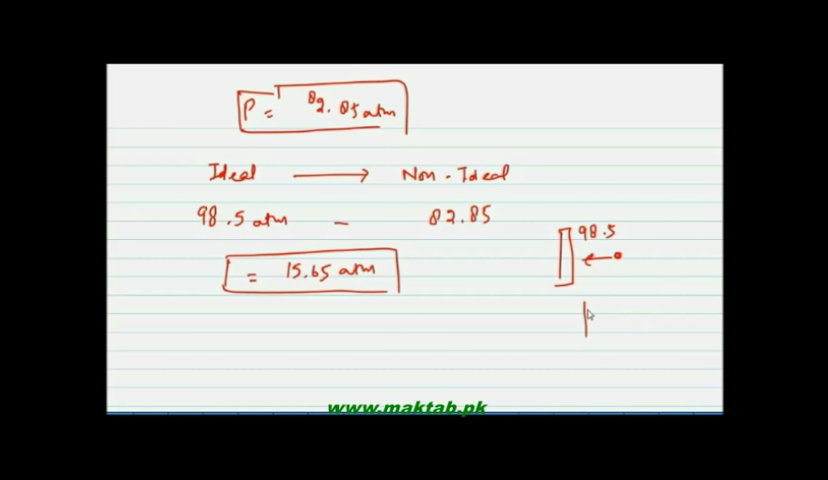 P = 82.85 atm
Ideal → Non-Ideal
98.5 atm - 82.85
98.5
= 15.65 atm
www.maktab.pk